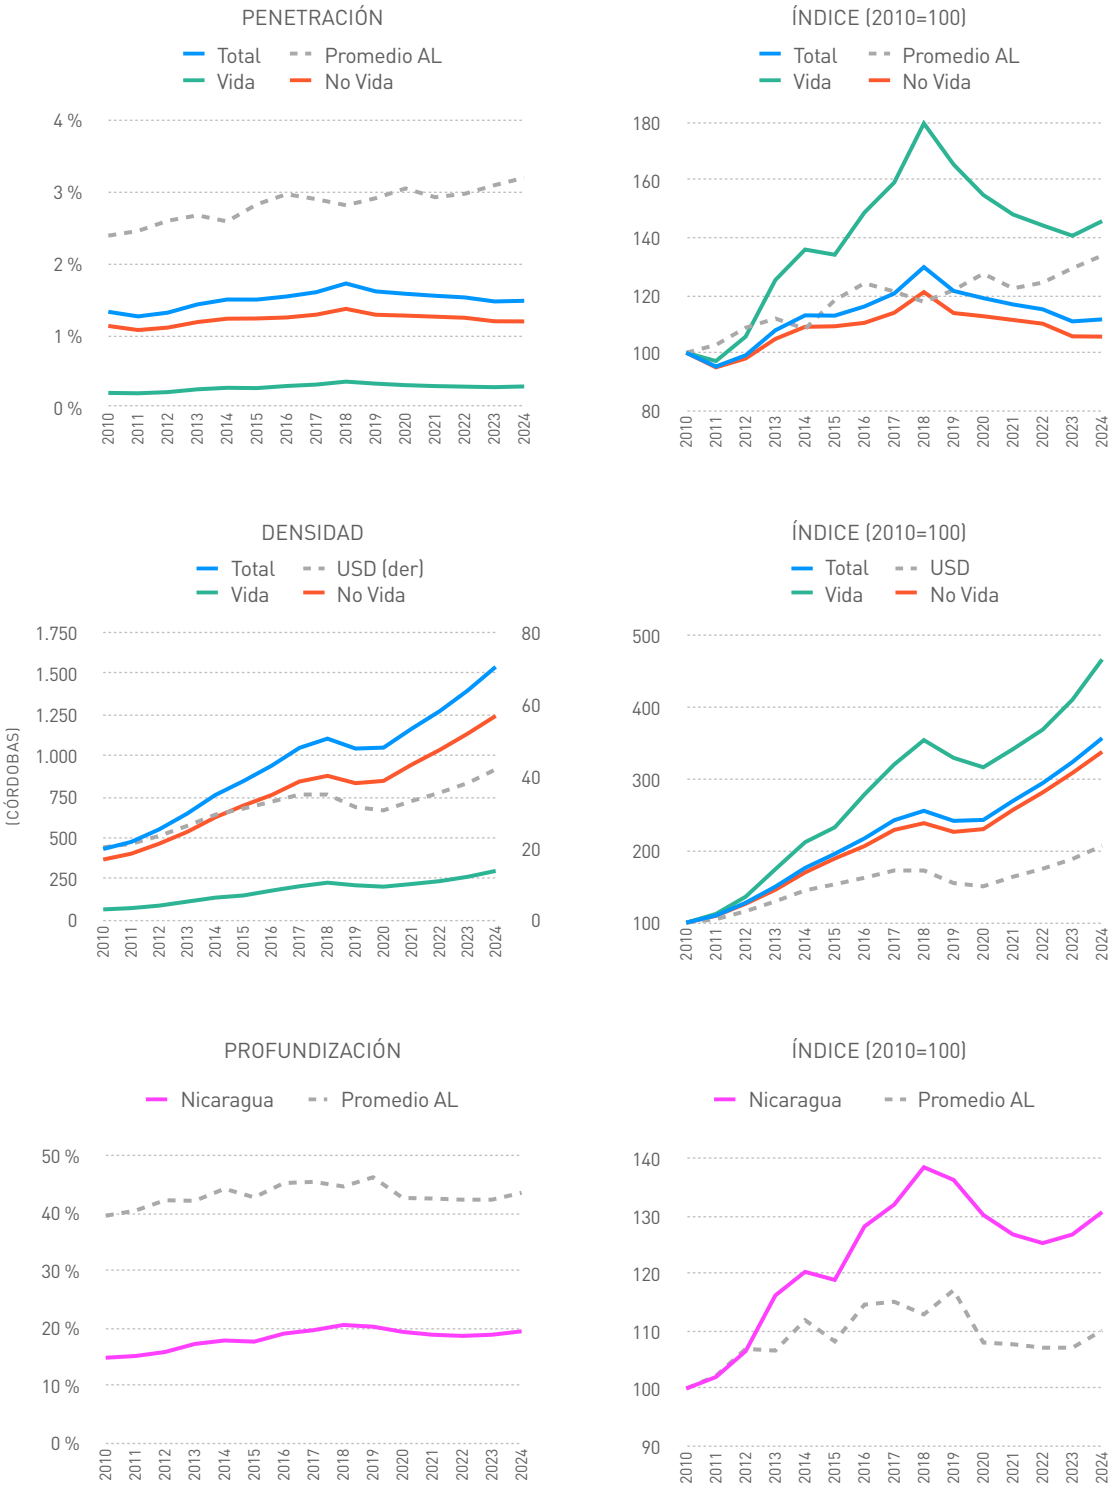 PENETRACIÓN
Total Promedio AL
Vida No Vida
4 %
3 %
2 %
1 %
0 %
2010 2011 2012 2013 2014 2015 2016 2017 2018 2019 2020 2021 2022 2023 2024
ÍNDICE (2010=100)
Total Promedio AL
Vida No Vida
180
160
140
120
100
80
2010 2011 2012 2013 2014 2015 2016 2017 2018 2019 2020 2021 2022 2023 2024
DENSIDAD
Total USD (der)
Vida No Vida
(CÓRDOBAS)
1.750 80
1.500
1.250 60
1.000
750 40
500
250 20
0 0
2010 2011 2012 2013 2014 2015 2016 2017 2018 2019 2020 2021 2022 2023 2024
ÍNDICE (2010=100)
Total USD
Vida No Vida
500
400
300
200
100
2010 2011 2012 2013 2014 2015 2016 2017 2018 2019 2020 2021 2022 2023 2024
PROFUNDIZACIÓN
Nicaragua Promedio AL
50 %
40 %
30 %
20 %
10 %
0 %
2010 2011 2012 2013 2014 2015 2016 2017 2018 2019 2020 2021 2022 2023 2024
ÍNDICE (2010=100)
Nicaragua Promedio AL
140
130
120
110
100
90
2010 2011 2012 2013 2014 2015 2016 2017 2018 2019 2020 2021 2022 2023 2024